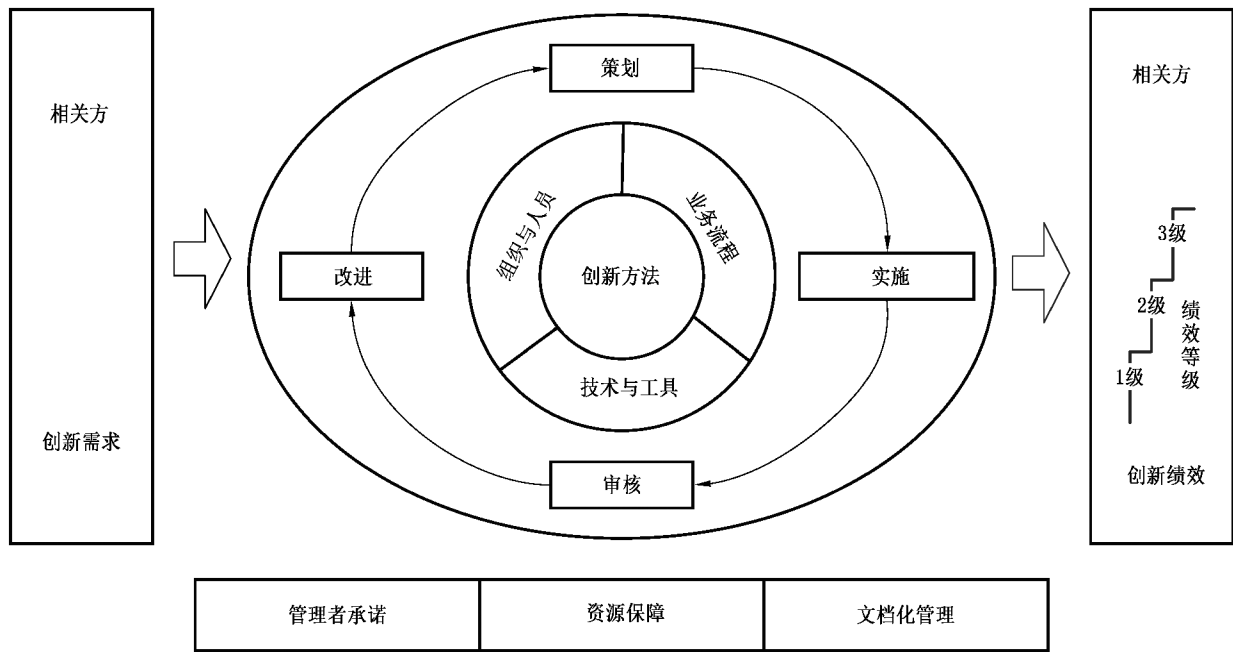 相关方
创新需求
策划
组织与人员
业务流程
改进
创新方法
实施
技术与工具
审核
相关方
3级
2级
1级
绩效等级
创新绩效
管理者承诺
资源保障
文档化管理